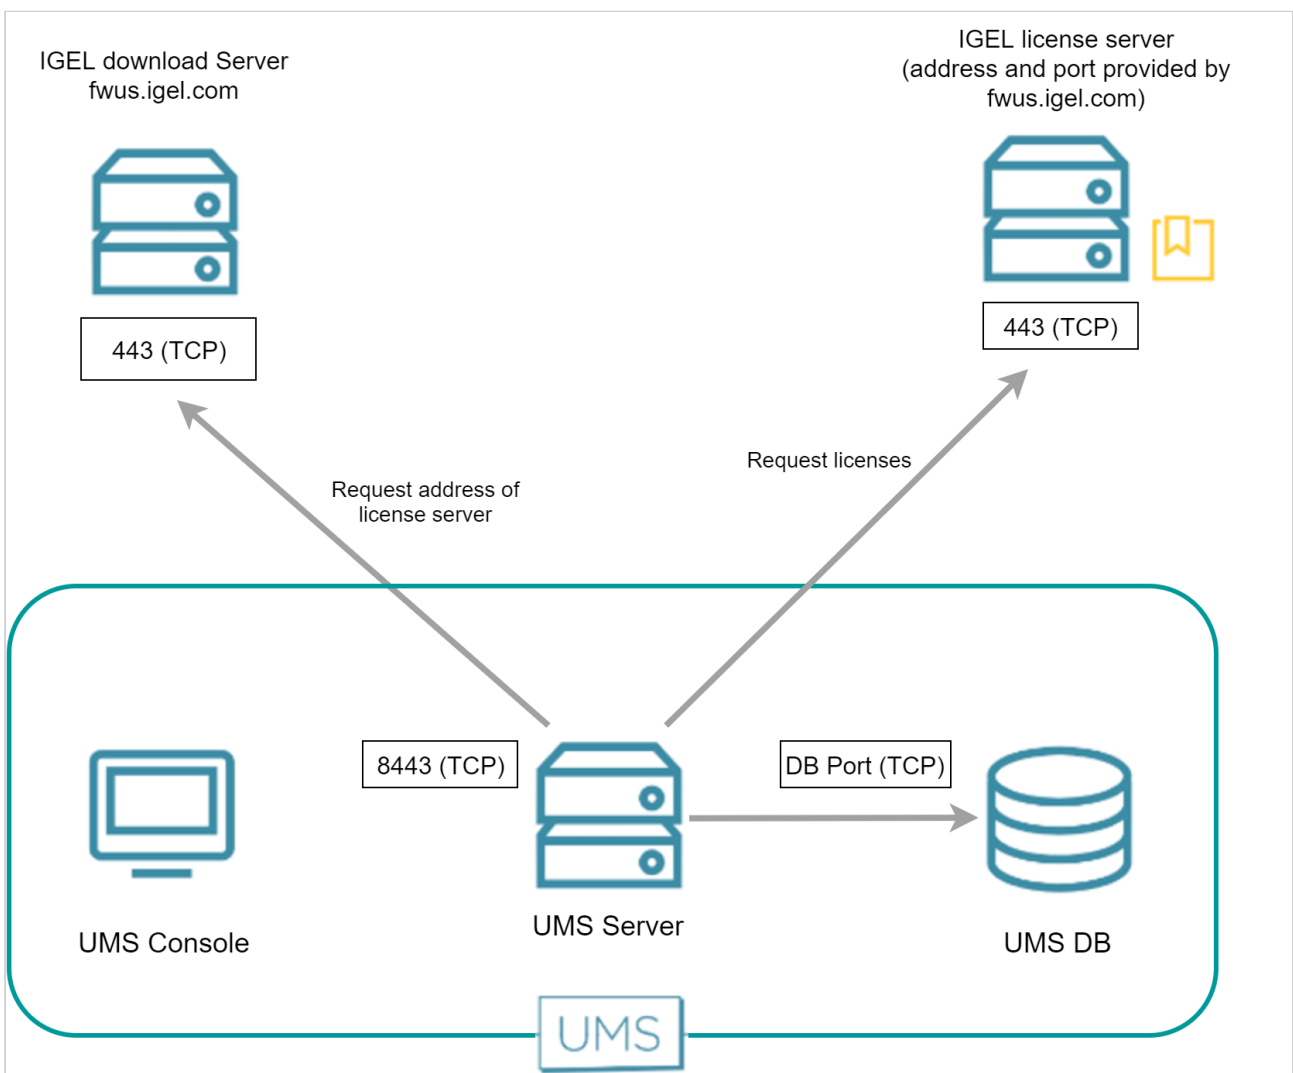 IGEL download Server
fwus.igel.com
IGEL license server
(address and port provided by
fwus.igel.com)
443 (TCP)
443 (TCP)
Request address of
license server
Request licenses
8443 (TCP)
DB Port (TCP)
UMS Console
UMS Server
UMS DB
UMS